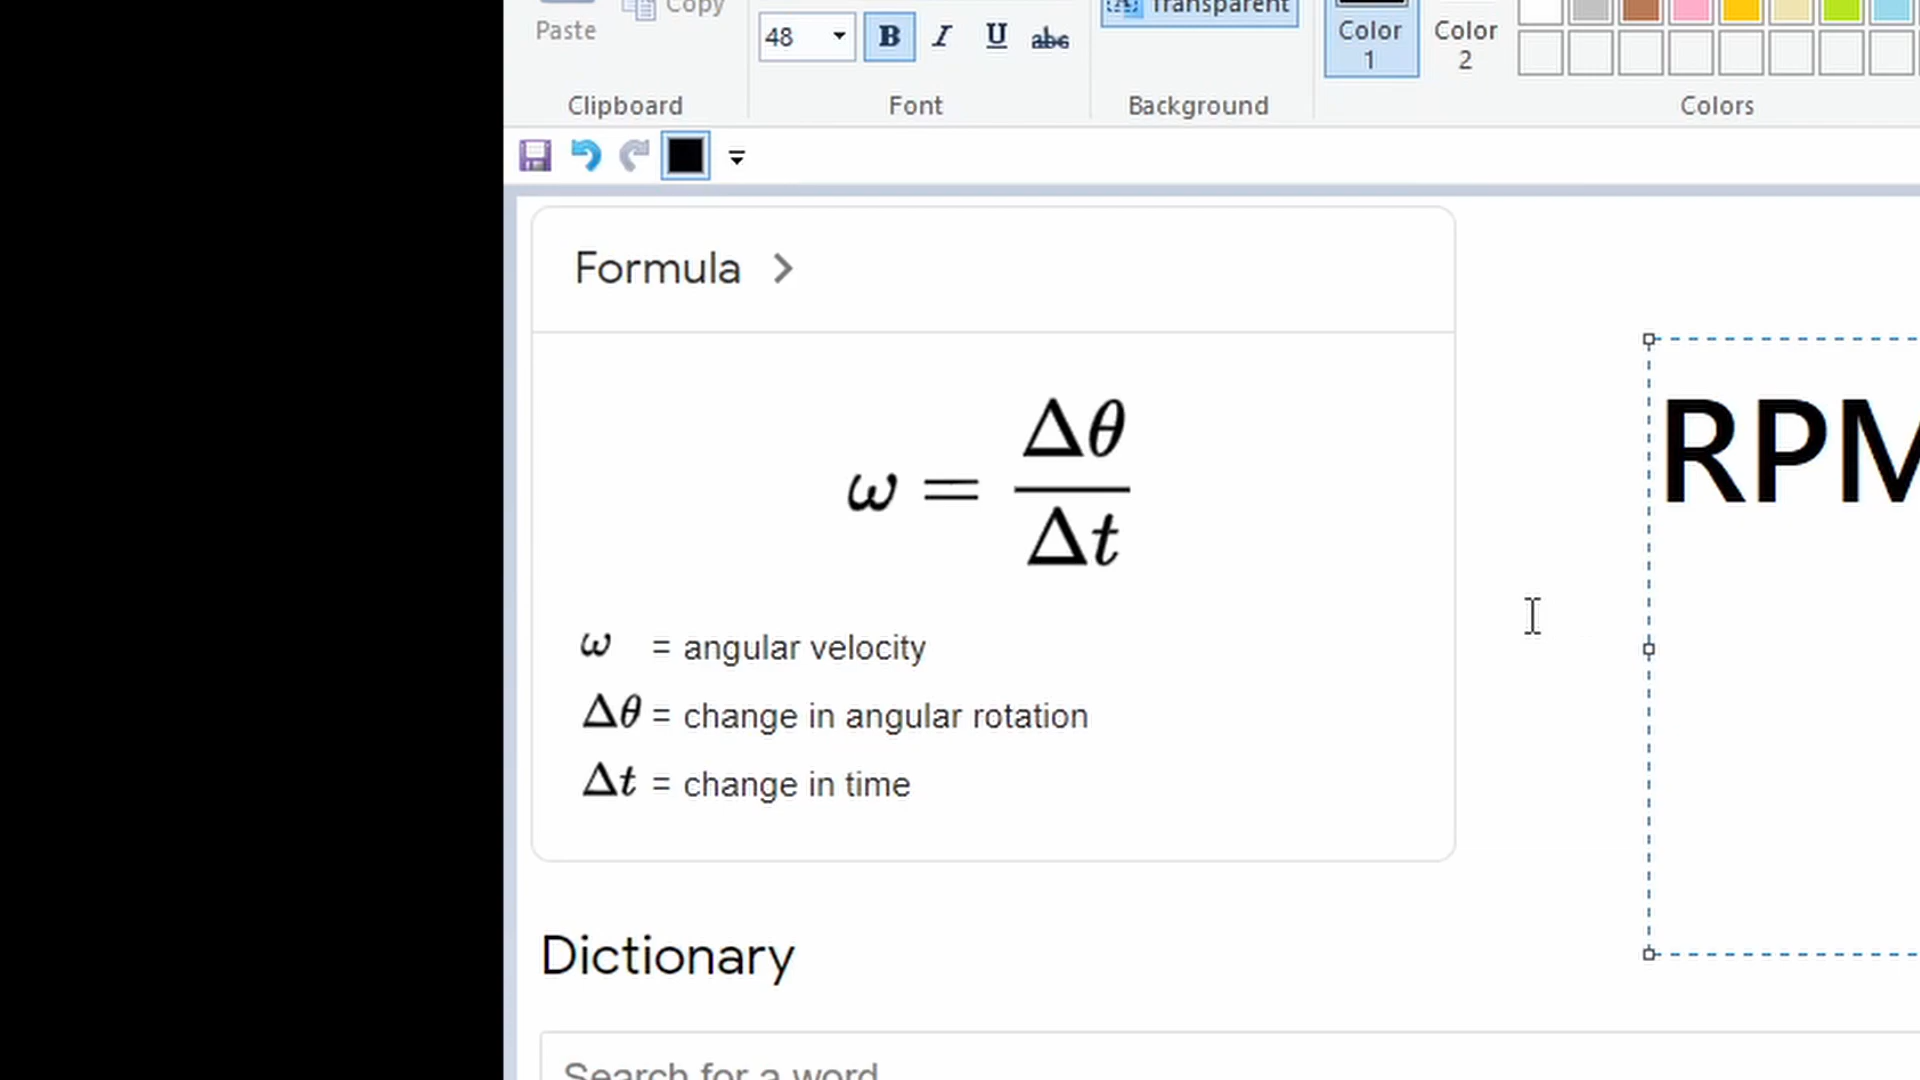 Paste
Copy
48
B I U abc
Transparent
Color
1
Color
2
Clipboard
Font
Background
Colors
Formula
ω = Δθ / Δt
RPM
ω = angular velocity
Δθ = change in angular rotation
Δt = change in time
Dictionary
Search for a word